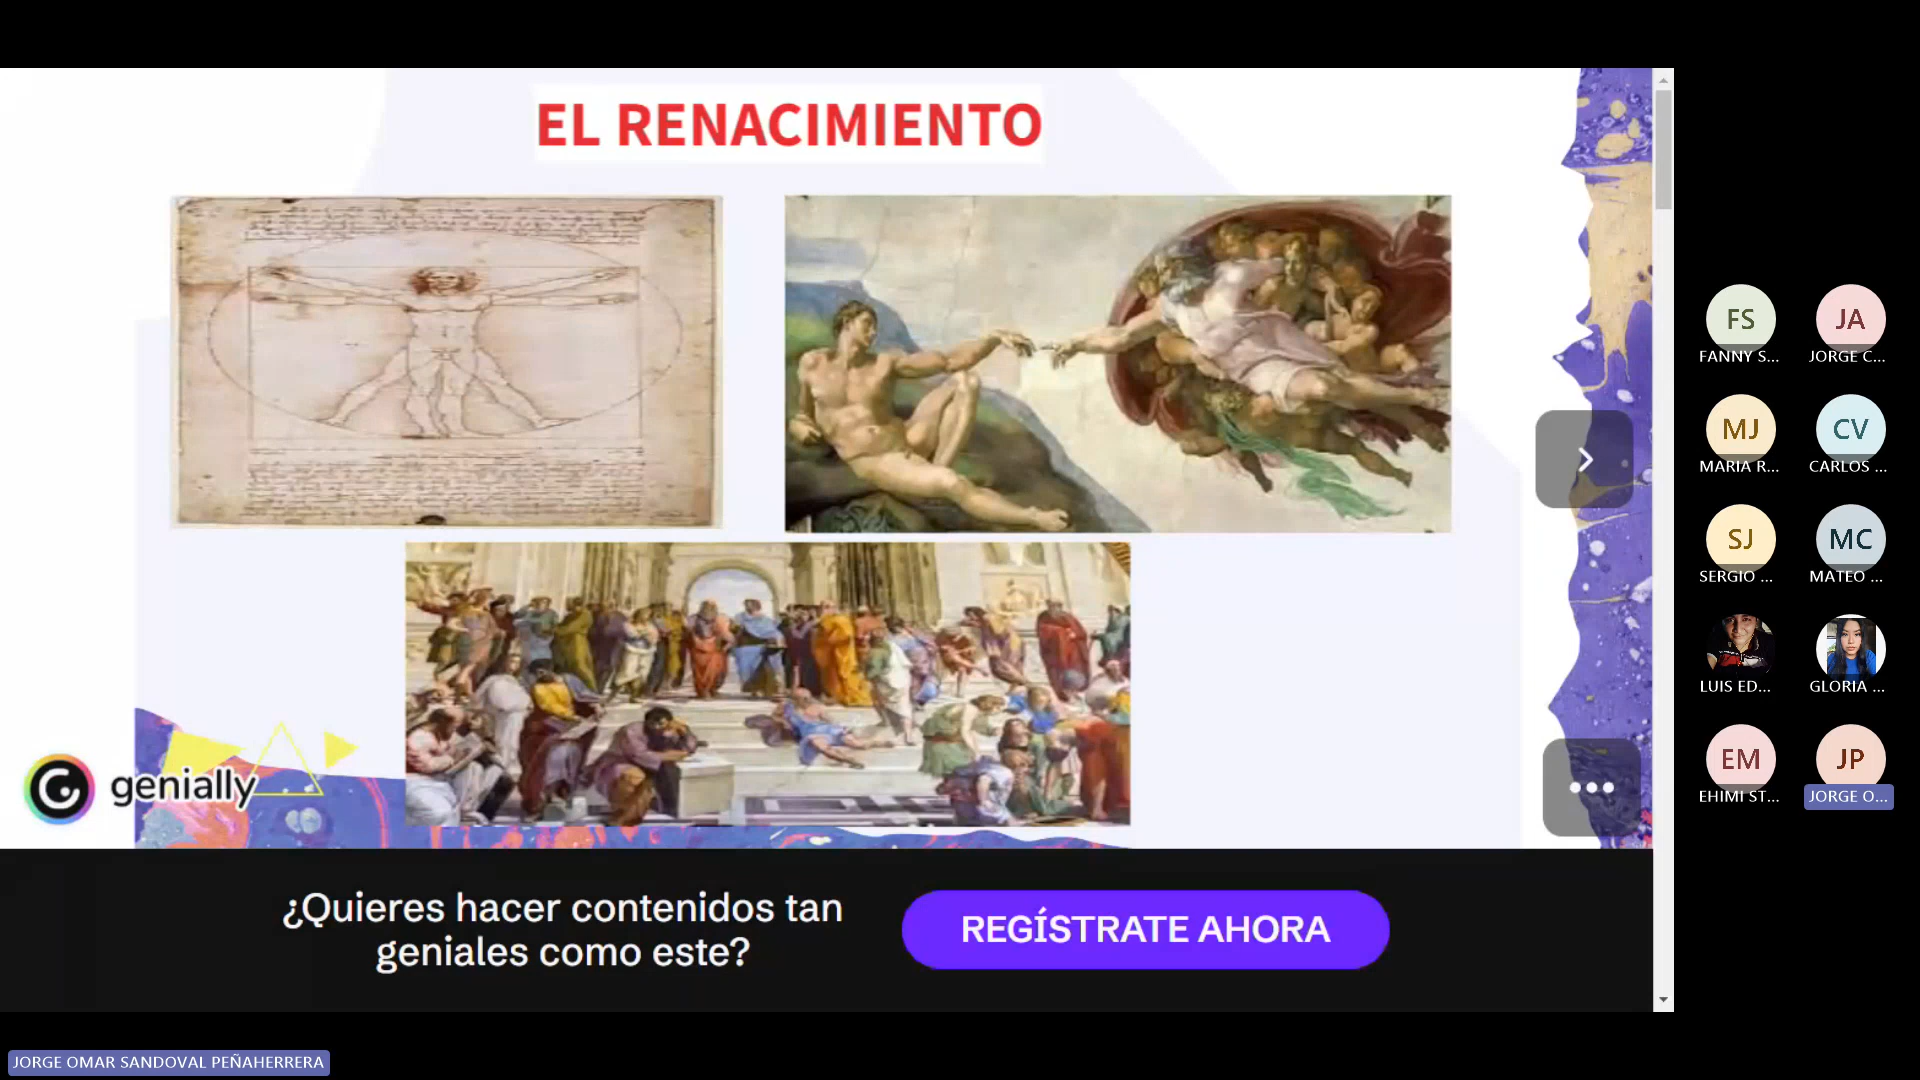 EL RENACIMIENTO
genially
¿Quieres hacer contenidos tan
geniales como este?
REGÍSTRATE AHORA
FS
FANNY S...
JA
JORGE C...
MJ
MARIA R...
CV
CARLOS ...
SJ
SERGIO ...
MC
MATEO ...
LUIS ED...
GLORIA ...
EM
EHIMI ST...
JP
JORGE O...
JORGE OMAR SANDOVAL PEÑAHERRERA